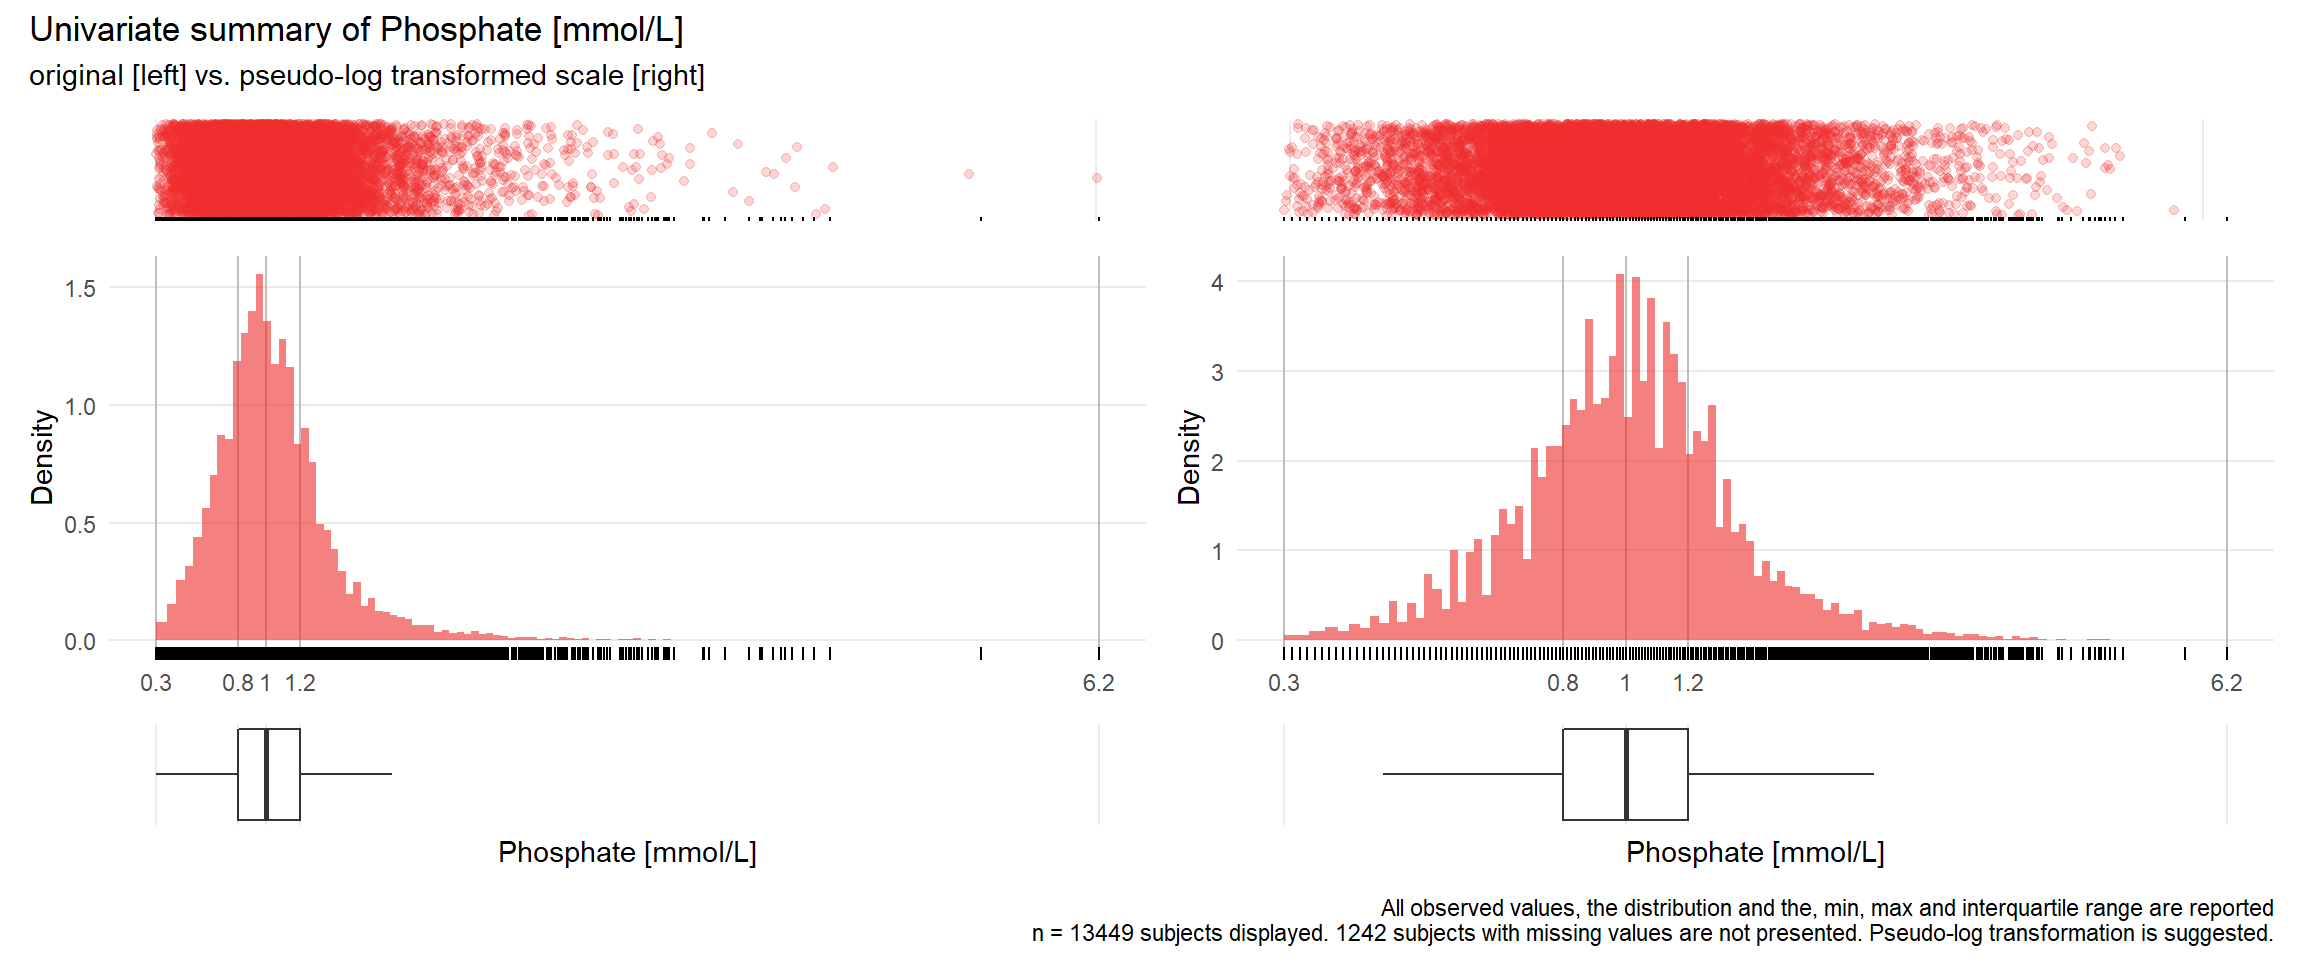 Univariate summary of Phosphate [mmol/L]
original [left] vs. pseudo-log transformed scale [right]
1.5
1.0
0.5
0.0
Density
0.3 0.8 1 1.2 6.2
Phosphate [mmol/L]
4
3
2
1
0
Density
0.3 0.8 1 1.2 6.2
Phosphate [mmol/L]
All observed values, the distribution and the, min, max and interquartile range are reported
n = 13449 subjects displayed. 1242 subjects with missing values are not presented. Pseudo-log transformation is suggested.